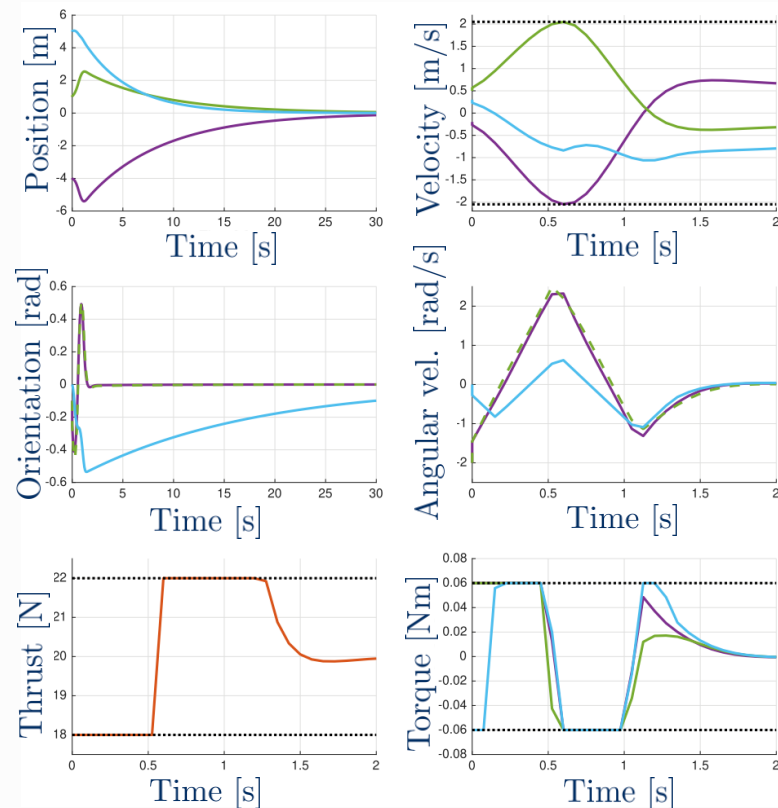 Position [m]
6
4
2
0
-2
-4
-6
0 5 10 15 20 25 30
Time [s]
Velocity [m/s]
2
1.5
1
0.5
0
-0.5
-1
-1.5
-2
0 0.5 1 1.5 2
Time [s]
Orientation [rad]
0.6
0.4
0.2
0
-0.2
-0.4
-0.6
0 5 10 15 20 25 30
Time [s]
Angular vel. [rad/s]
2
1
0
-1
-2
0 0.5 1 1.5 2
Time [s]
Thrust [N]
22
21
20
19
18
0 0.5 1 1.5 2
Time [s]
Torque [Nm]
0.08
0.06
0.04
0.02
0
-0.02
-0.04
-0.06
-0.08
0 0.5 1 1.5 2
Time [s]